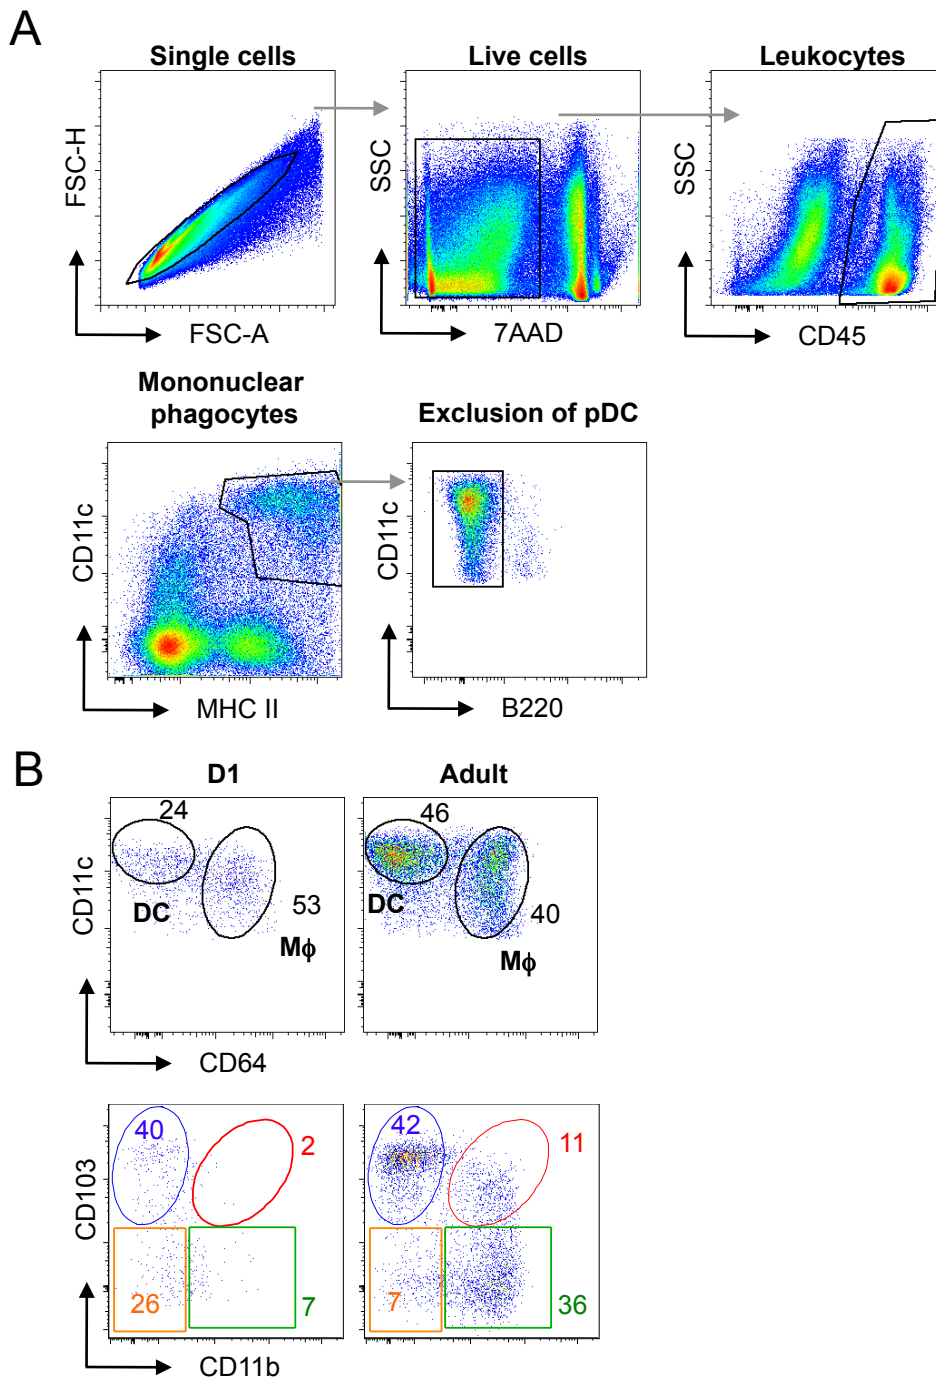 A
Single cells
Live cells
Leukocytes
FSC-H
SSC
SSC
FSC-A
7AAD
CD45
Mononuclear
phagocytes
Exclusion of pDC
CD11c
CD11c
MHC II
B220
B
D1
Adult
24
46
CD11c
DC
53
Mϕ
DC
40
Mϕ
CD64
40
2
42
11
CD103
26
7
7
36
CD11b